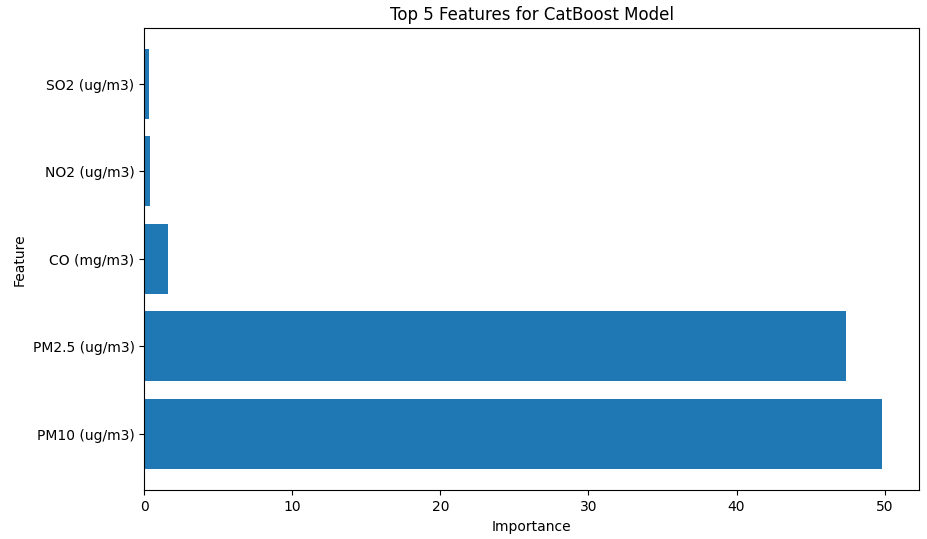 Top 5 Features for CatBoost Model
SO2 (ug/m3)
NO2 (ug/m3)
CO (mg/m3)
PM2.5 (ug/m3)
PM10 (ug/m3)
Feature
0 10 20 30 40 50
Importance